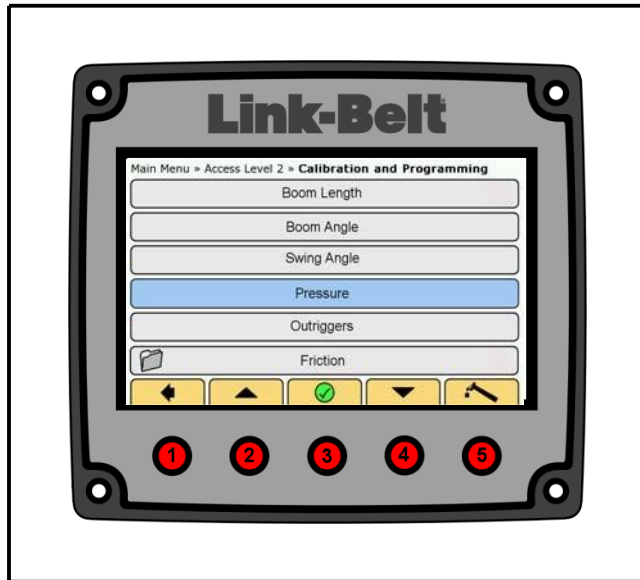 Link-Belt
Main Menu » Access Level 2 » Calibration and Programming
Boom Length
Boom Angle
Swing Angle
Pressure
Outriggers
Friction
1 2 3 4 5